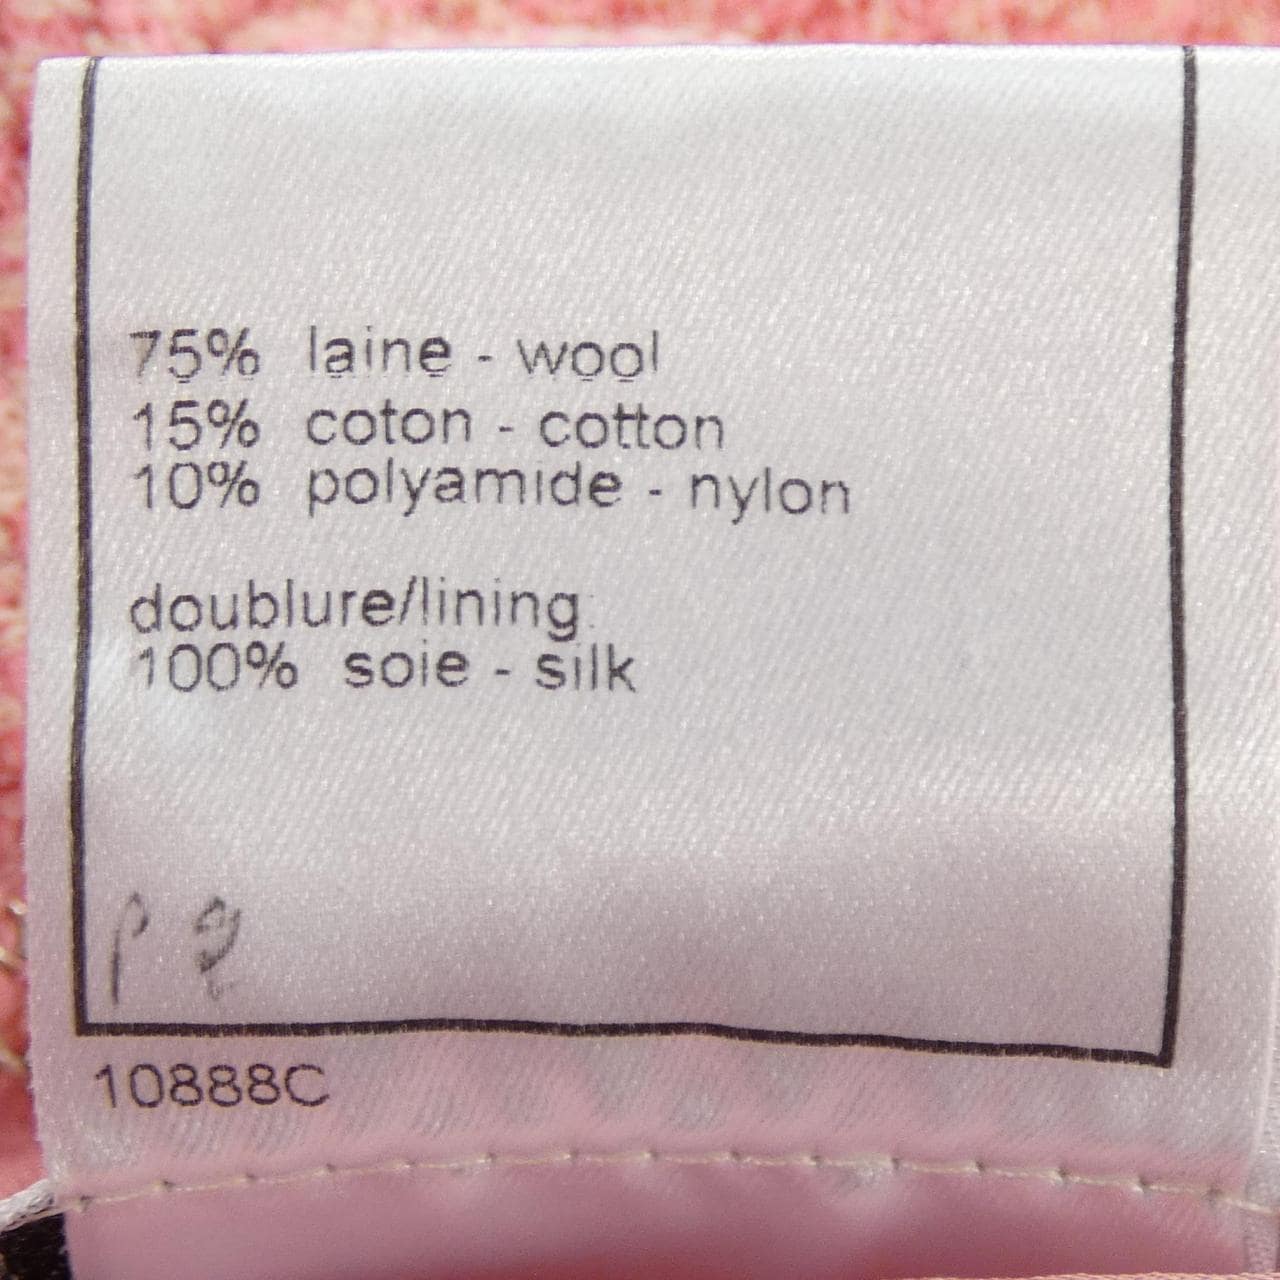 75% laine - wool
15% coton - cotton
10% polyamide - nylon
doublure/lining:
100% soie - silk
10888C